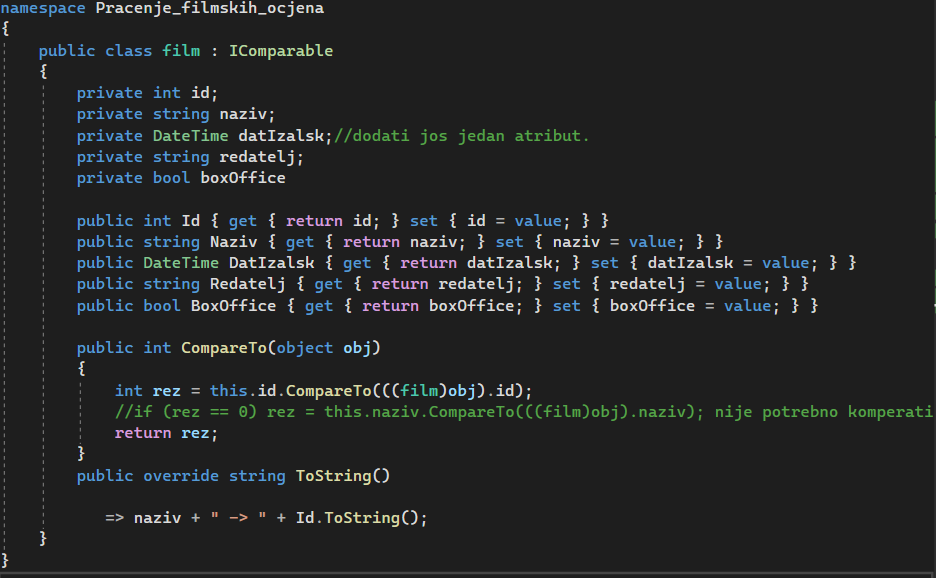 namespace Pracenje_filmskih_ocjena
{
public class film : IComparable
{
private int id;
private string naziv;
private DateTime datIzalsk;//dodati jos jedan atribut.
private string redatelj;
private bool boxOffice
public int Id { get { return id; } set { id = value; } }
public string Naziv { get { return naziv; } set { naziv = value; } }
public DateTime DatIzalsk { get { return datIzalsk; } set { datIzalsk = value; } }
public string Redatelj { get { return redatelj; } set { redatelj = value; } }
public bool BoxOffice { get { return boxOffice; } set { boxOffice = value; } }
public int CompareTo(object obj)
{
int rez = this.id.CompareTo(((film)obj).id);
//if (rez == 0) rez = this.naziv.CompareTo(((film)obj).naziv); nije potrebno komperati
return rez;
}
public override string ToString()
=> naziv + " -> " + Id.ToString();
}
}